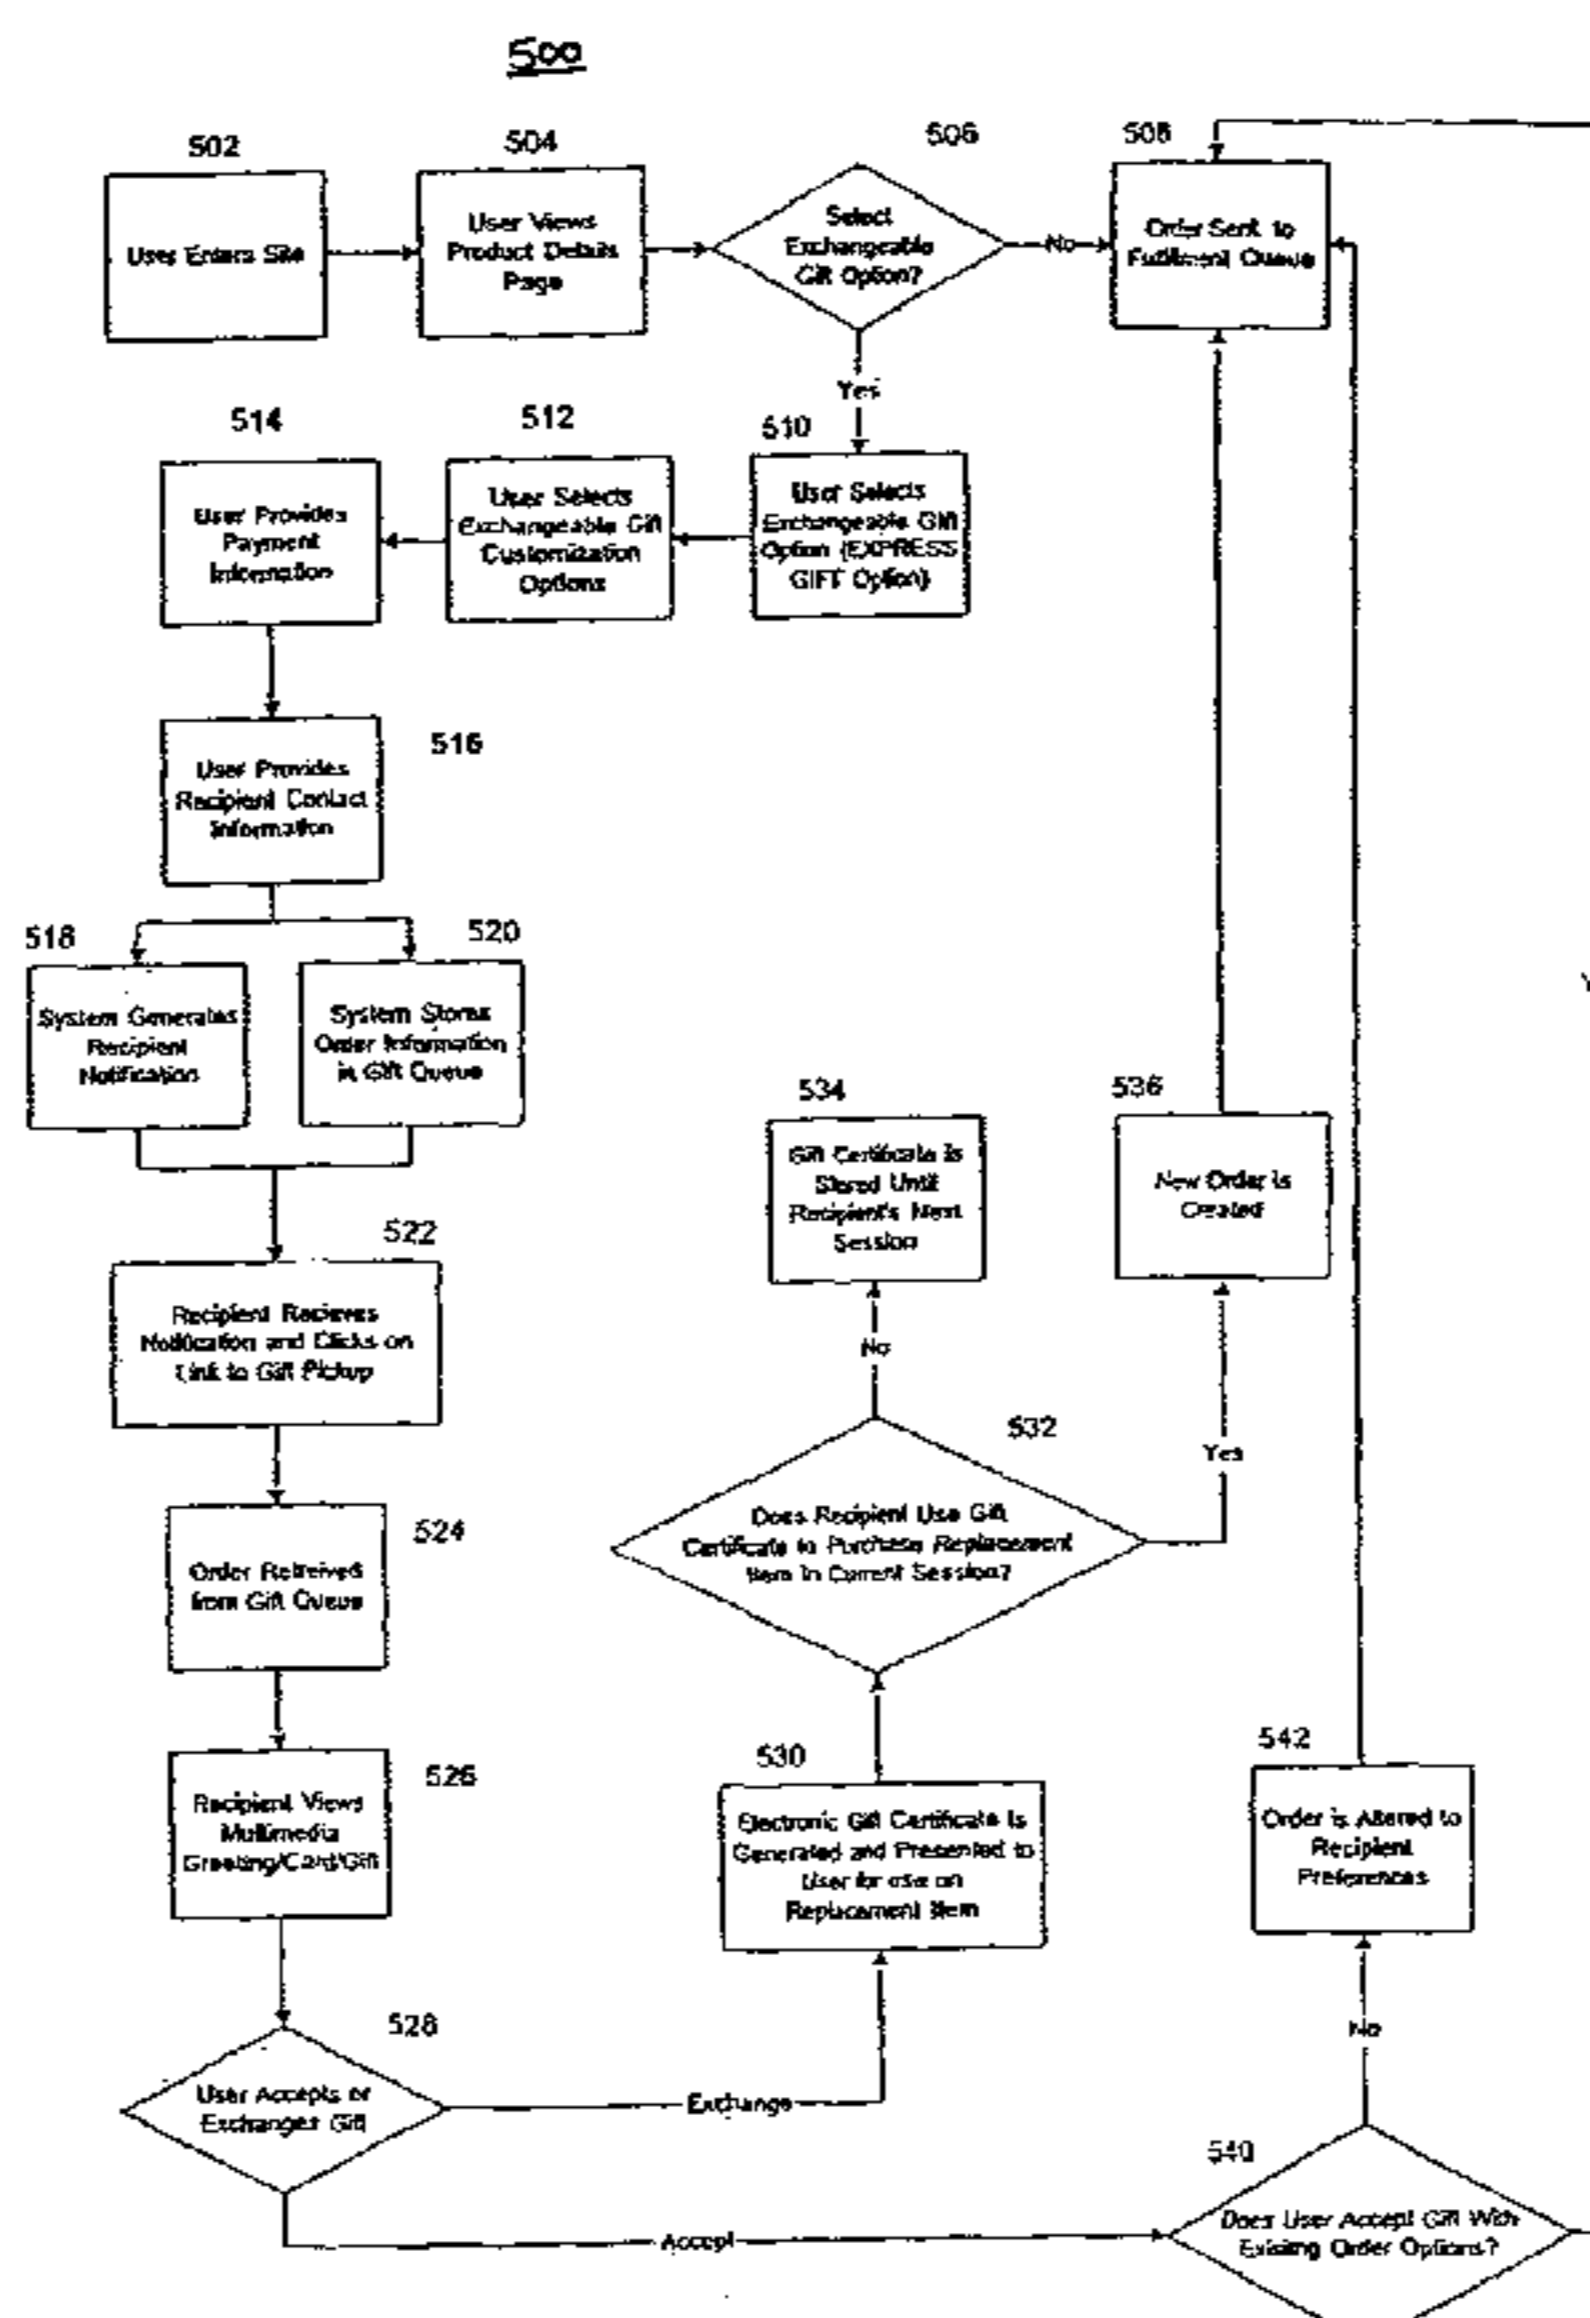 500
502
User Enters Site
504
User Views
Product Details
Page
506
Select
Exchangeable
Gift Option?
No
508
Order Sent to
Fulfilment Queue
Yes
510
User Selects
Exchangeable Gift
Option (EXPRESS
GIFT Option)
512
User Selects
Exchangeable Gift
Customization
Options
514
User Provides
Payment
Information
516
User Provides
Recipient Contact
Information
518
System Generates
Recipient
Notification
520
System Stores
Order Information
in Gift Queue
522
Recipient Recieves
Notification and Clicks on
Link to Gift Pickup
524
Order Retreived
from Gift Queue
526
Recipient Views
Multimedia
Greeting/Card/Gift
528
User Accepts or
Exchanges Gift
Exchange
Accept
530
Electronic Gift Certificate Is
Generated and Presented to
User for use on
Replacement Item
532
Does Recipient Use Gift
Certificate to Purchase Replacement
Item in Current Session?
No
Yes
534
Gift Certificate is
Stored Until
Recipient's Next
Session
536
New Order is
Created
540
Does User Accept Gift With
Existing Order Options?
No
542
Order is Altered to
Recipient
Preferences
Y